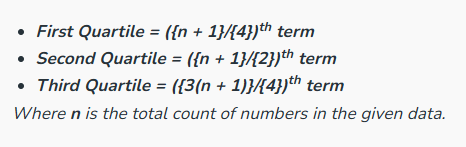 • First Quartile = ({n + 1}/{4})ᵗʰ term
• Second Quartile = ({n + 1}/{2})ᵗʰ term
• Third Quartile = ({3(n + 1)}/{4})ᵗʰ term
Where n is the total count of numbers in the given data.